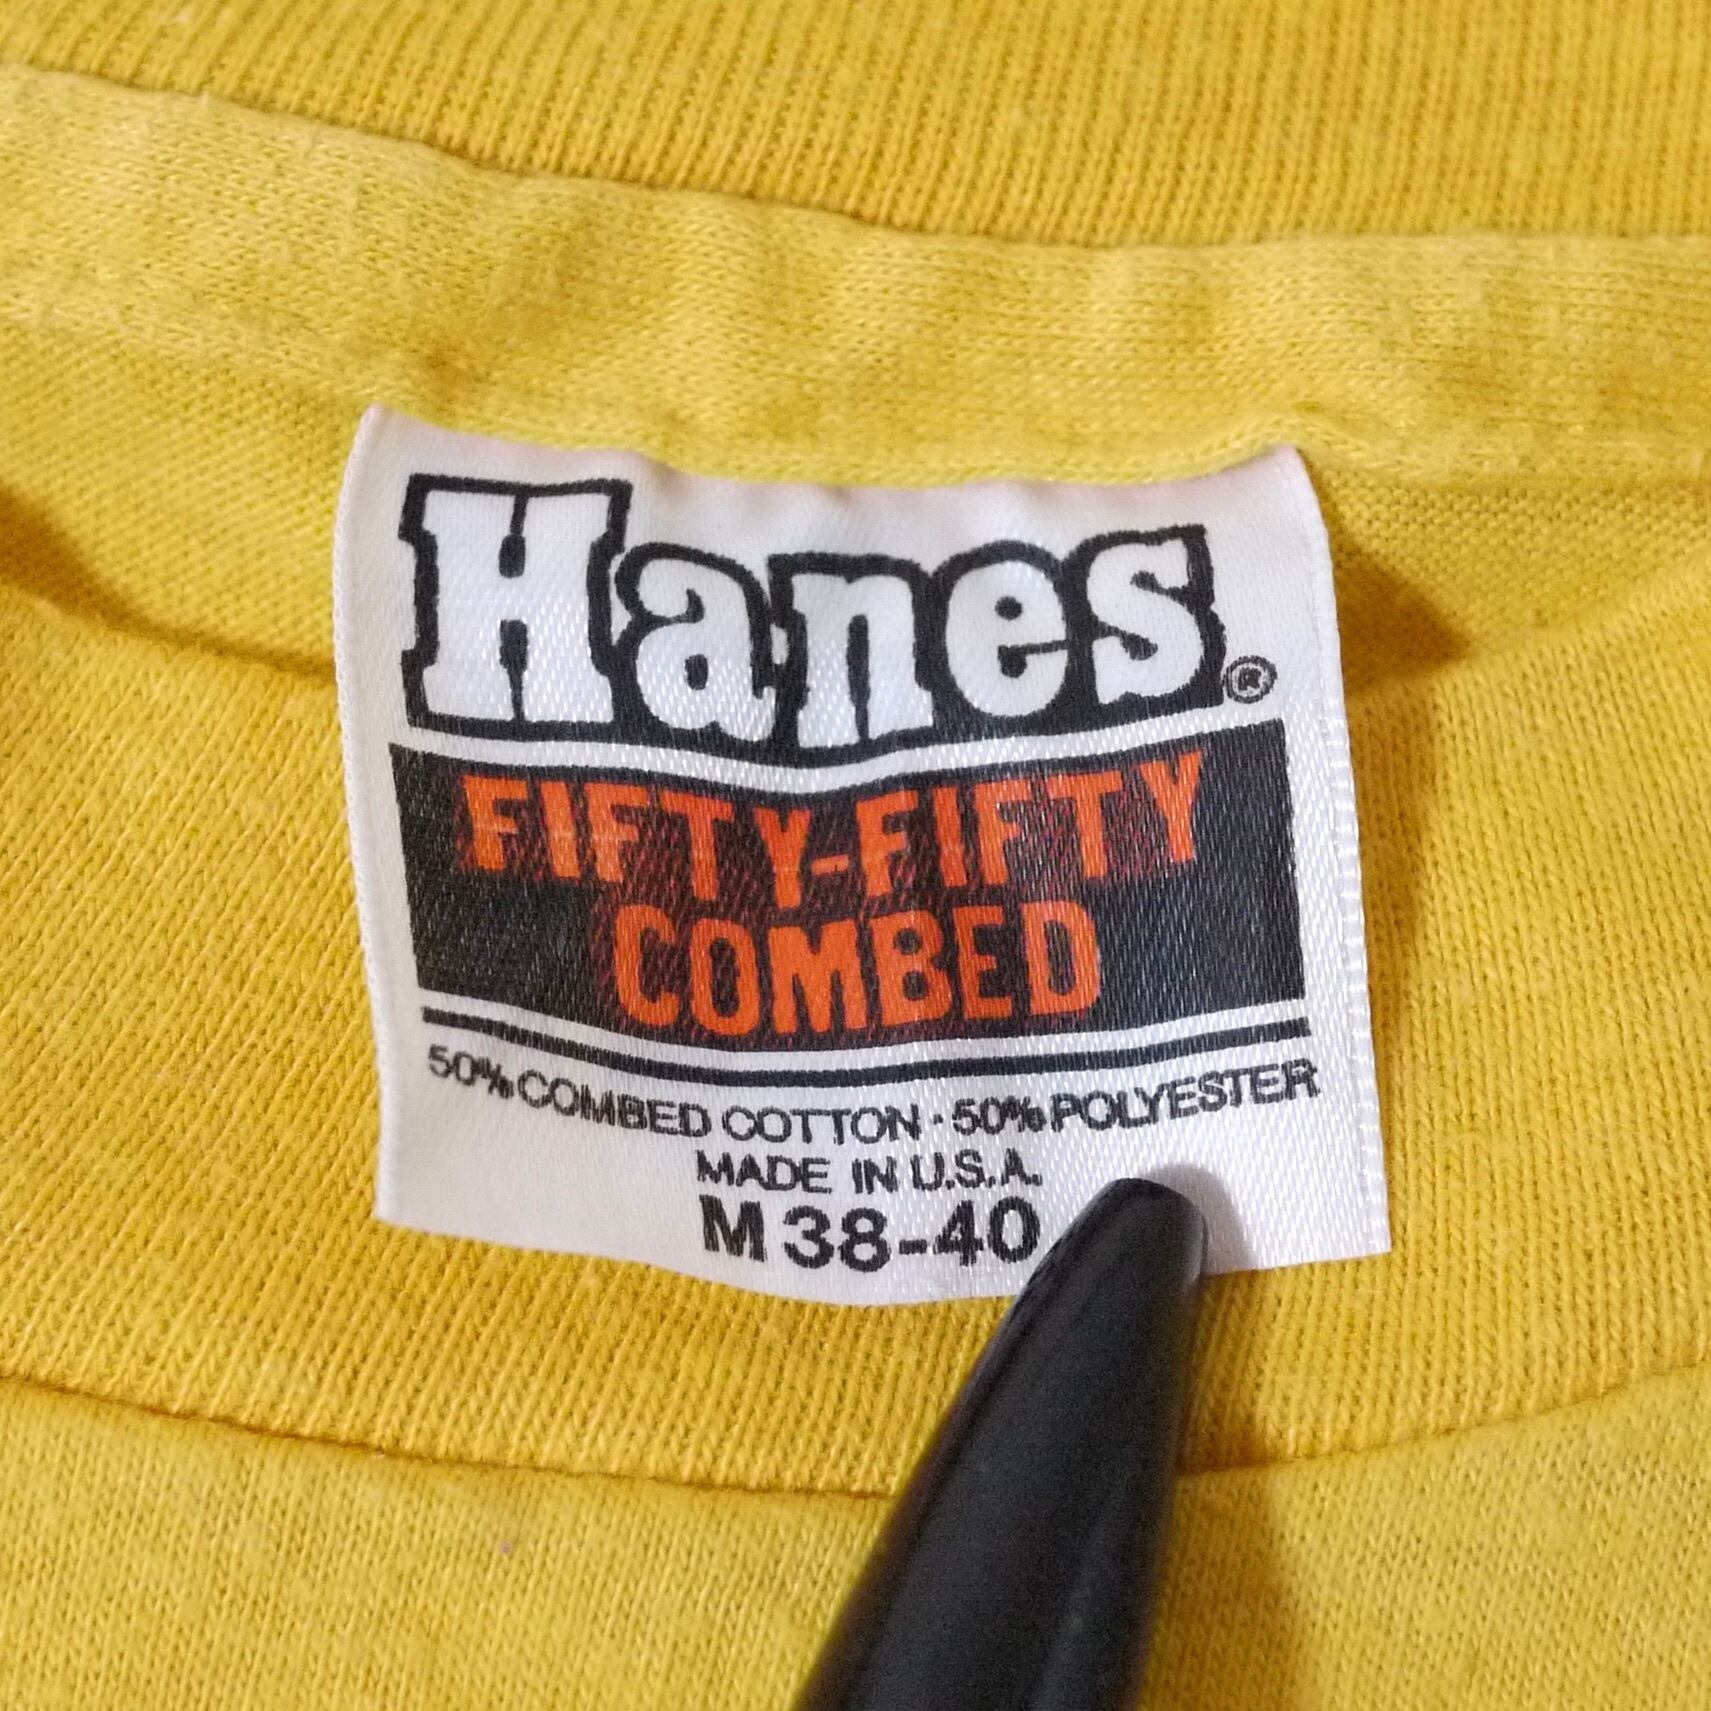 Hanes®
FIFTY-FIFTY
COMBED
50% COMBED COTTON · 50% POLYESTER
MADE IN U.S.A.
M 38-40